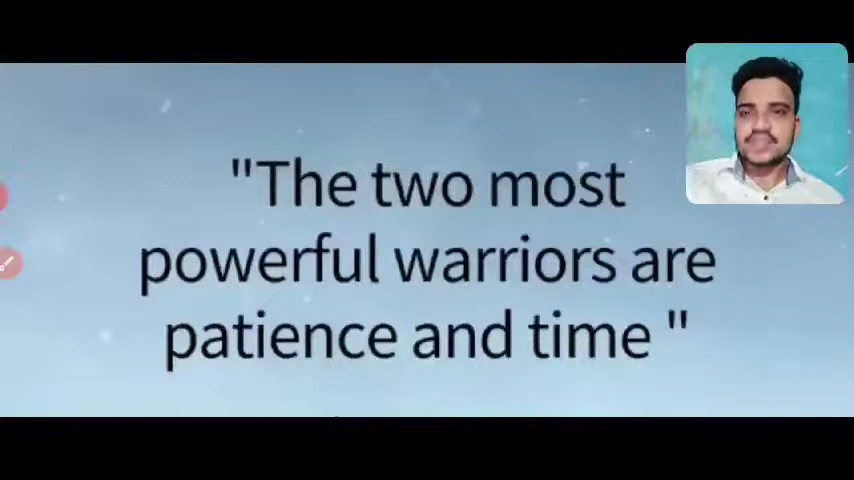 "The two most
powerful warriors are
patience and time "